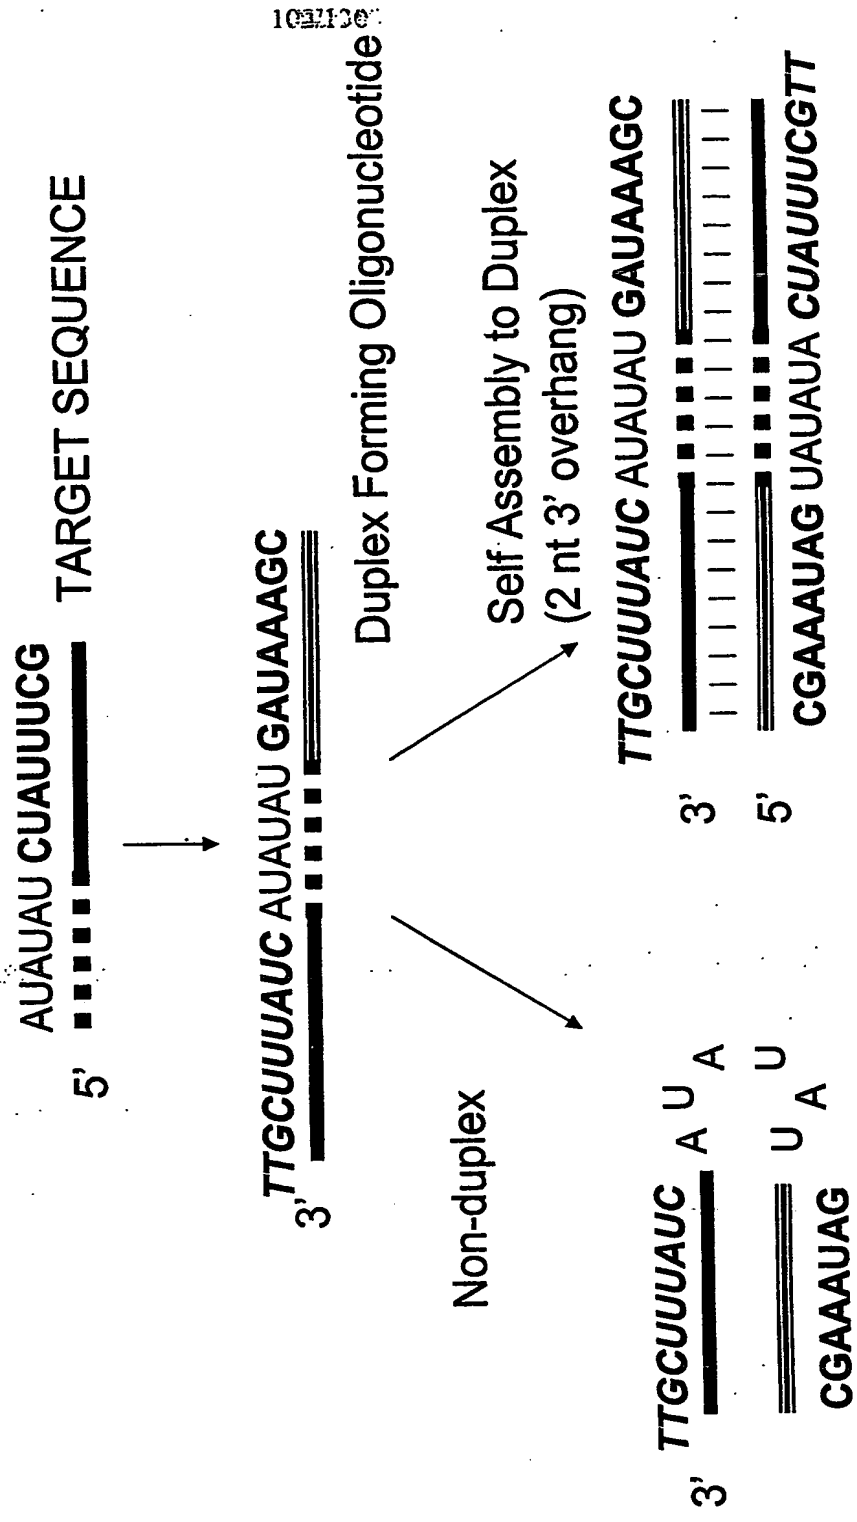 AUAUAU CUAUUUCG
5' TARGET SEQUENCE
TTGCUUUAUC AUAUAU GAUAAAGC
3'
Duplex Forming Oligonucleotide
Non-duplex
Self Assembly to Duplex
(2 nt 3' overhang)
TTGCUUUAUC
3'
A U A
U A U
CGAAAUAG
TTGCUUUAUC AUAUAU GAUAAAGC
3'
5'
CGAAAUAG UAUAUA CUAUUUCGTT